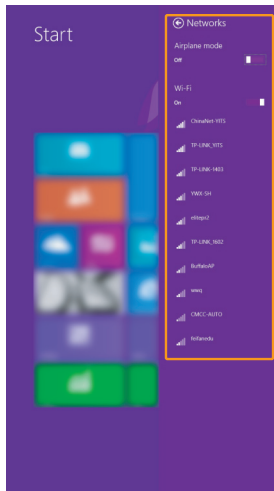 Start
Networks
Airplane mode
Off
Wi-Fi
On
ChinaNet-YITS
TP-LINK_YITS
TP-LINK-1403
YWX-SH
elitepc2
TP-LINK_1602
BuffaloAP
wwq
CMCC-AUTO
feifanedu